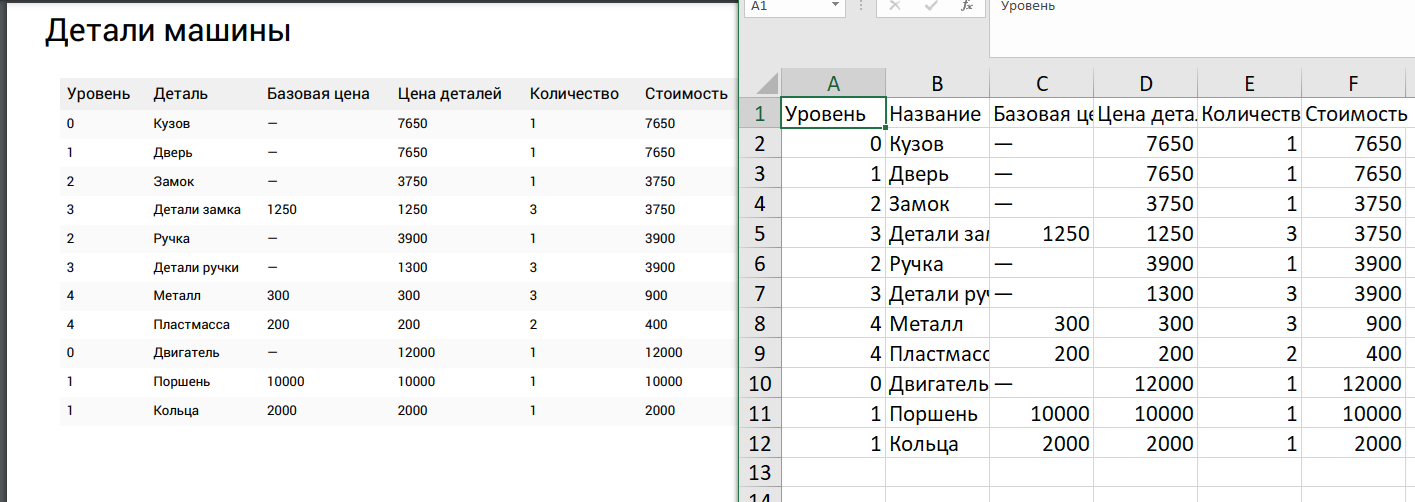 Детали машины
Уровень Деталь Базовая цена Цена деталей Количество Стоимость
0 Кузов — 7650 1 7650
1 Дверь — 7650 1 7650
2 Замок — 3750 1 3750
3 Детали замка 1250 1250 3 3750
2 Ручка — 3900 1 3900
3 Детали ручки — 1300 3 3900
4 Металл 300 300 3 900
4 Пластмасса 200 200 2 400
0 Двигатель — 12000 1 12000
1 Поршень 10000 10000 1 10000
1 Кольца 2000 2000 1 2000
A1 fx Уровень
A B C D E F
1 Уровень Название Базовая це Цена дета. Количеств Стоимость
2 0 Кузов — 7650 1 7650
3 1 Дверь — 7650 1 7650
4 2 Замок — 3750 1 3750
5 3 Детали зам 1250 1250 3 3750
6 2 Ручка — 3900 1 3900
7 3 Детали руч — 1300 3 3900
8 4 Металл 300 300 3 900
9 4 Пластмасс 200 200 2 400
10 0 Двигатель — 12000 1 12000
11 1 Поршень 10000 10000 1 10000
12 1 Кольца 2000 2000 1 2000
13
14